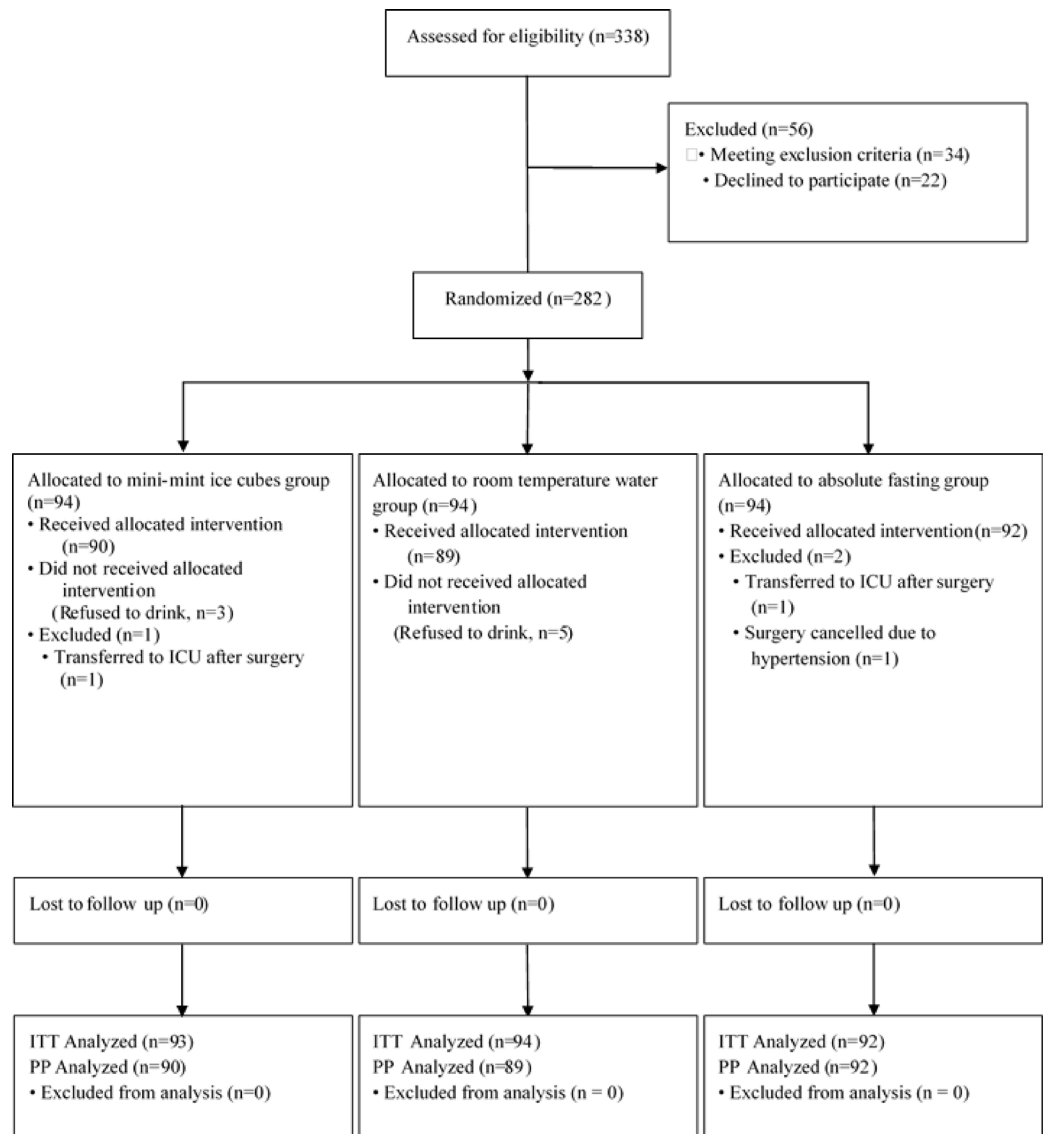 Assessed for eligibility (n=338)
Excluded (n=56)
• Meeting exclusion criteria (n=34)
• Declined to participate (n=22)
Randomized (n=282)
Allocated to mini-mint ice cubes group
(n=94)
• Received allocated intervention
(n=90)
• Did not received allocated
intervention
(Refused to drink, n=3)
• Excluded (n=1)
• Transferred to ICU after surgery
(n=1)
Allocated to room temperature water
group (n=94)
• Received allocated intervention
(n=89)
• Did not received allocated
intervention
(Refused to drink, n=5)
Allocated to absolute fasting group
(n=94)
• Received allocated intervention(n=92)
• Excluded (n=2)
• Transferred to ICU after surgery
(n=1)
• Surgery cancelled due to
hypertension (n=1)
Lost to follow up (n=0)
Lost to follow up (n=0)
Lost to follow up (n=0)
ITT Analyzed (n=93)
PP Analyzed (n=90)
• Excluded from analysis (n=0)
ITT Analyzed (n=94)
PP Analyzed (n=89)
• Excluded from analysis (n = 0)
ITT Analyzed (n=92)
PP Analyzed (n=92)
• Excluded from analysis (n = 0)